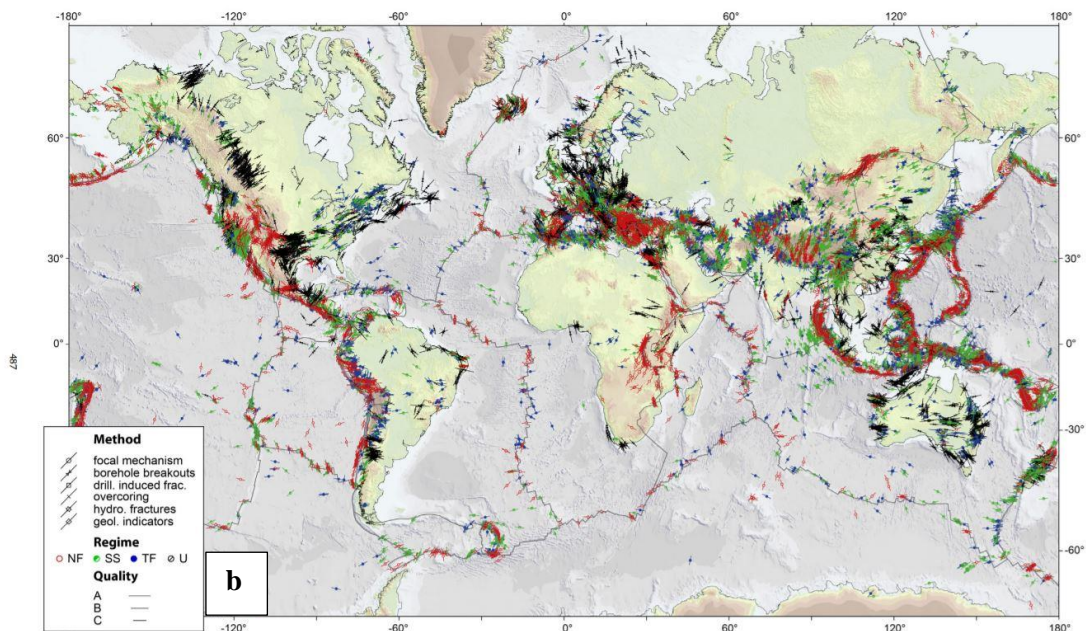 -180° -120° -60° 0° 60° 120° 180°
60° 60°
30° 30°
0° 0°
487
-30° -30°
-60°
Method
focal mechanism
borehole breakouts
drill. induced frac.
overcoring
hydro. fractures
geol. indicators
Regime
NF SS TF U
Quality
A
B
C
b
-120° -60° 0° 60° 120° 180°